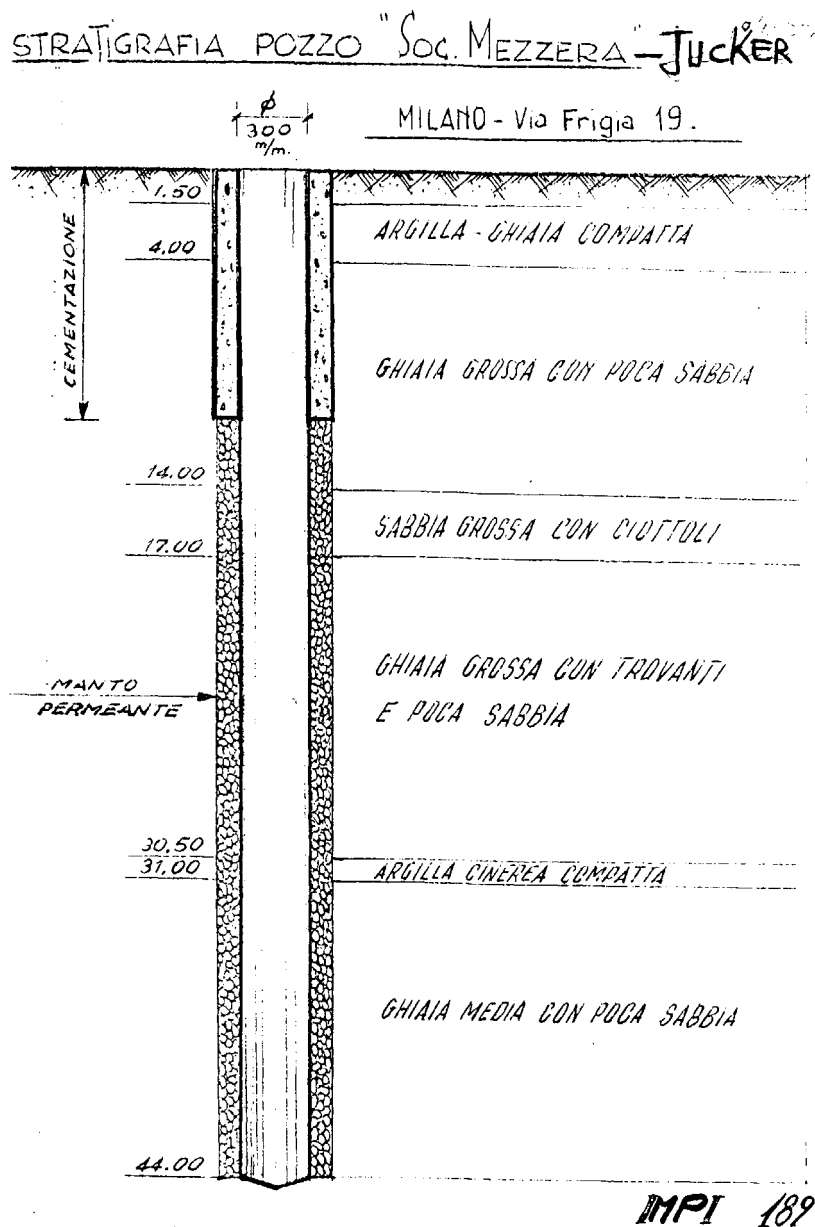 STRATIGRAFIA POZZO "Soc. MEZZERA" - JUCKER
MILANO - Via Frigia 19.
ø
300
m/m.
1.50
ARGILLA - GHIAIA COMPATTA
4.00
CEMENTAZIONE
GHIAIA GROSSA CON POCA SABBIA
14.00
SABBIA GROSSA CON CIOTTOLI
17.00
GHIAIA GROSSA CON TROVANTI
E POCA SABBIA
MANTO
PERMEANTE
30.50
31.00
ARGILLA CINEREA COMPATTA
GHIAIA MEDIA CON POCA SABBIA
44.00
IMPI 189